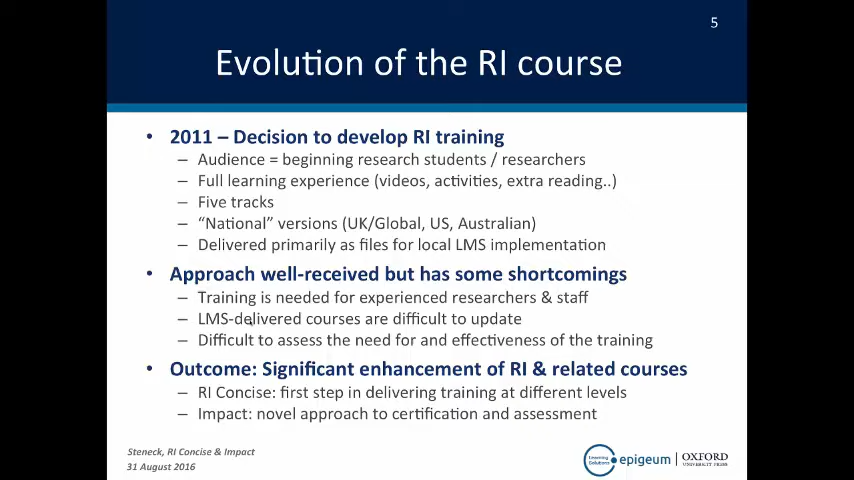 5
Evolution of the RI course
• 2011 – Decision to develop RI training
– Audience = beginning research students / researchers
– Full learning experience (videos, activities, extra reading..)
– Five tracks
– “National” versions (UK/Global, US, Australian)
– Delivered primarily as files for local LMS implementation
• Approach well-received but has some shortcomings
– Training is needed for experienced researchers & staff
– LMS-delivered courses are difficult to update
– Difficult to assess the need for and effectiveness of the training
• Outcome: Significant enhancement of RI & related courses
– RI Concise: first step in delivering training at different levels
– Impact: novel approach to certification and assessment
Steneck, RI Concise & Impact
31 August 2016
Learning
Solutions
epigeum
OXFORD
UNIVERSITY PRESS